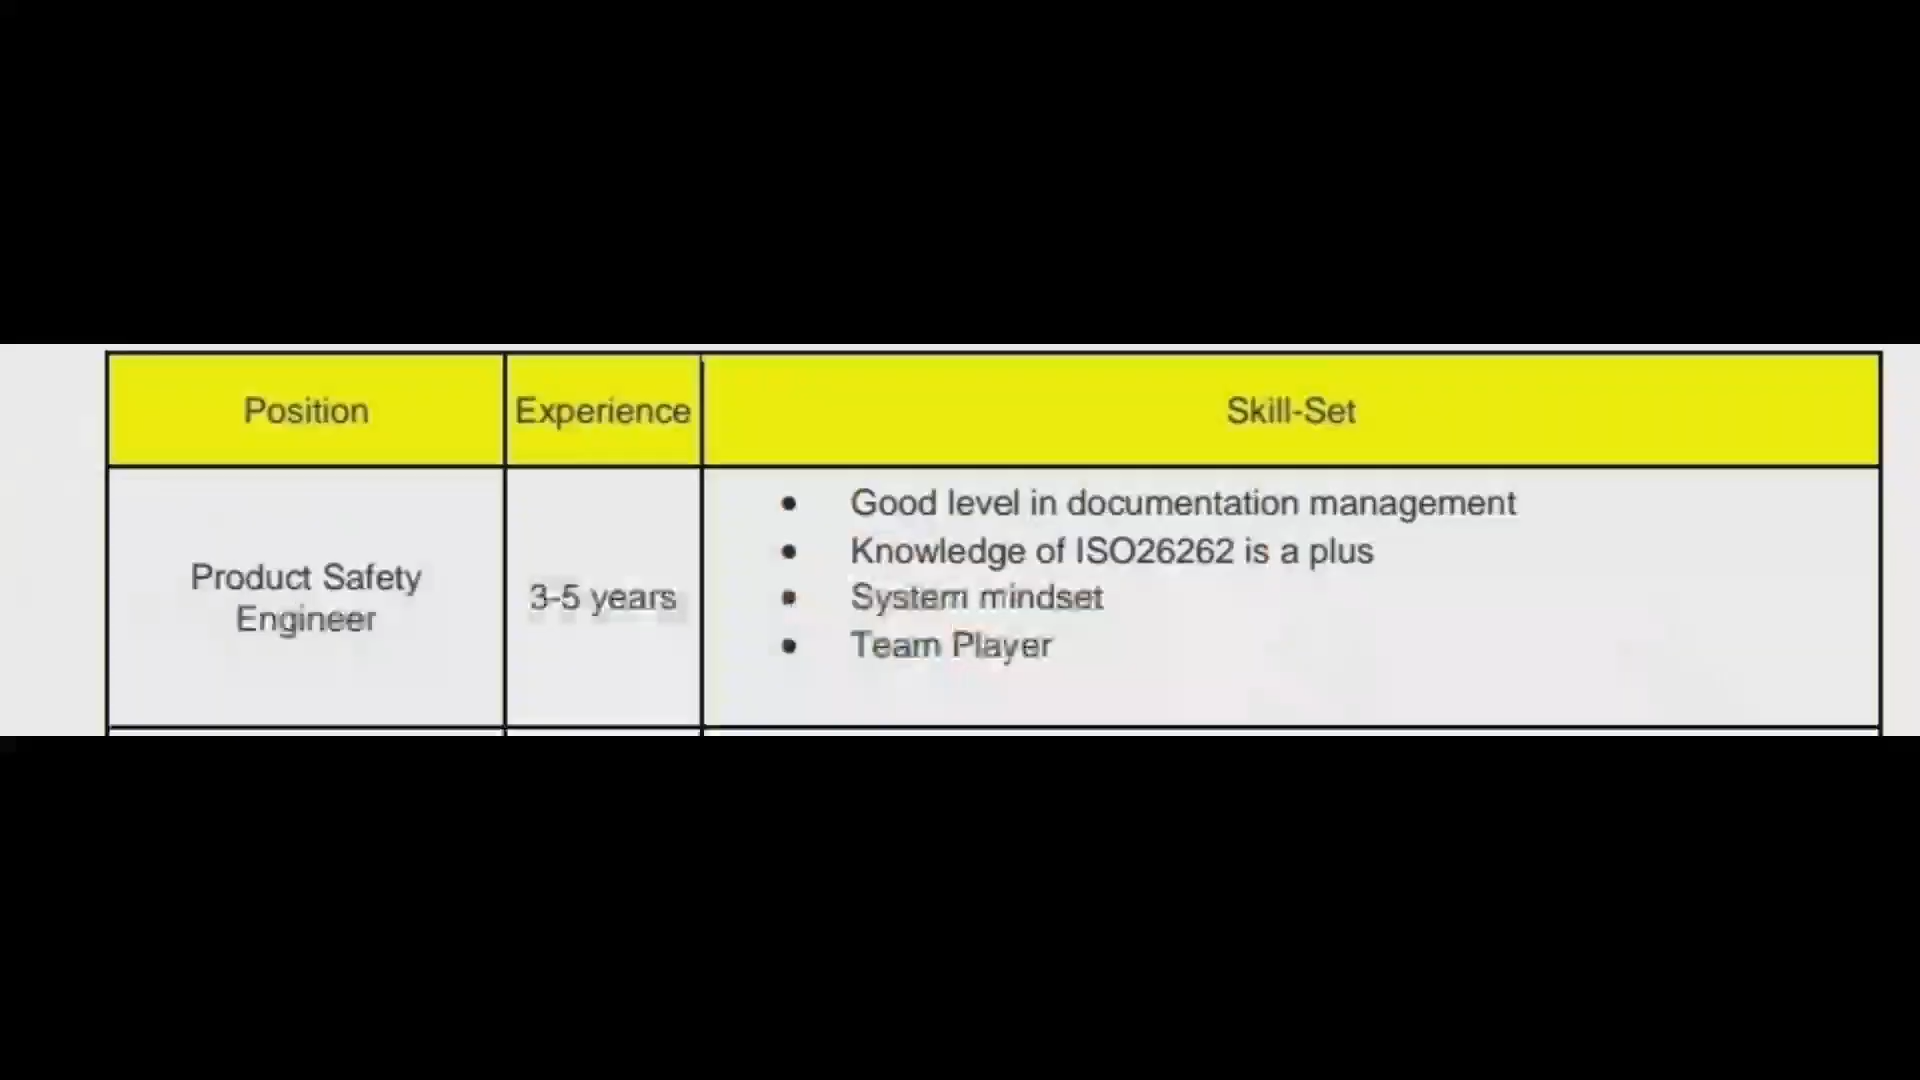 Position Experience Skill-Set
Product Safety
Engineer
3-5 years
• Good level in documentation management
• Knowledge of ISO26262 is a plus
• System mindset
• Team Player